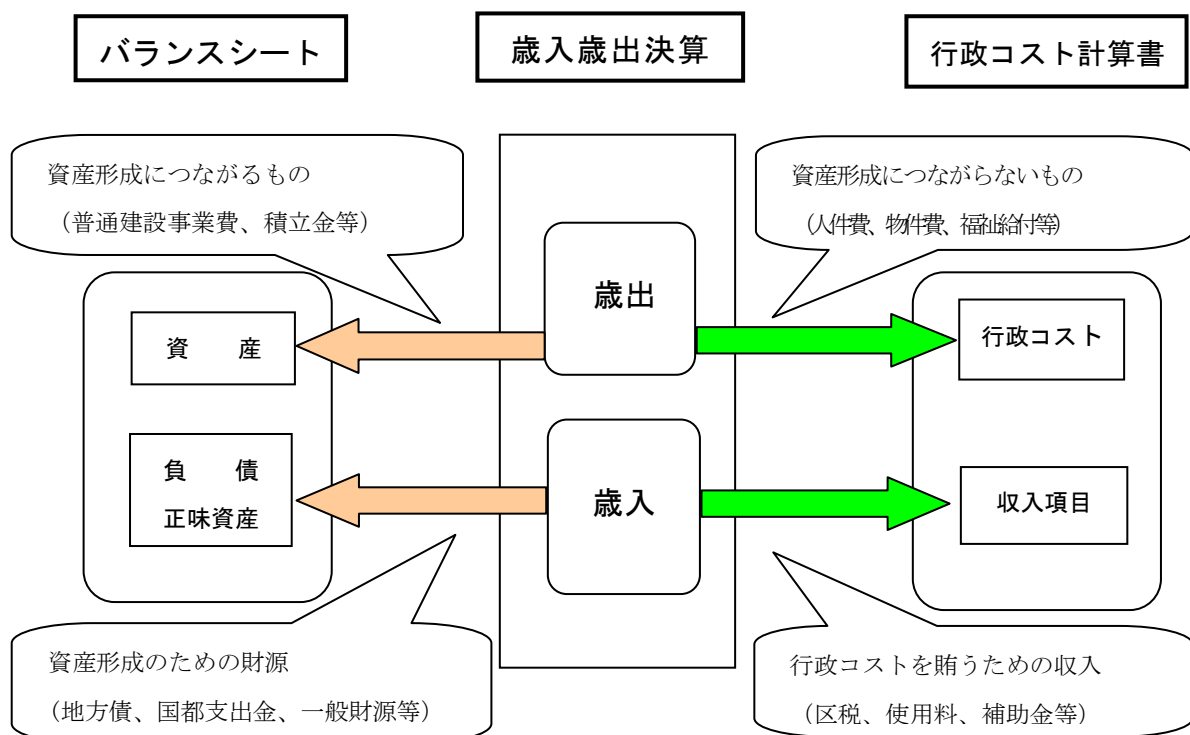 バランスシート
歳入歳出決算
行政コスト計算書
資産形成につながるもの
（普通建設事業費、積立金等）
資産形成につながらないもの
（人件費、物件費、福祉給付等）
歳出
資　産
行政コスト
負　債
正味資産
歳入
収入項目
資産形成のための財源
（地方債、国都支出金、一般財源等）
行政コストを賄うための収入
（区税、使用料、補助金等）